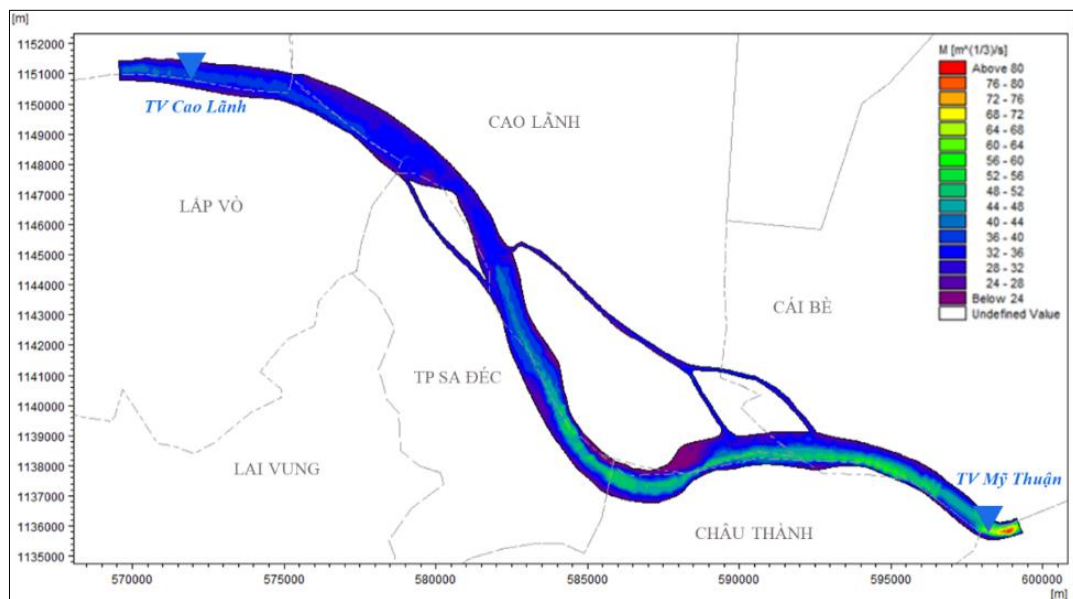 [m]
1152000
1151000
1150000
1149000
1148000
1147000
1146000
1145000
1144000
1143000
1142000
1141000
1140000
1139000
1138000
1137000
1136000
1135000
TV Cao Lãnh
CAO LÃNH
LẤP VÒ
CÁI BÈ
TP SA ĐÉC
LAI VUNG
TV Mỹ Thuận
CHÂU THÀNH
M [m^(1/3)/s]
Above 80
76 - 80
72 - 76
68 - 72
64 - 68
60 - 64
56 - 60
52 - 56
48 - 52
44 - 48
40 - 44
36 - 40
32 - 36
28 - 32
24 - 28
Below 24
Undefined Value
570000
575000
580000
585000
590000
595000
600000
[m]